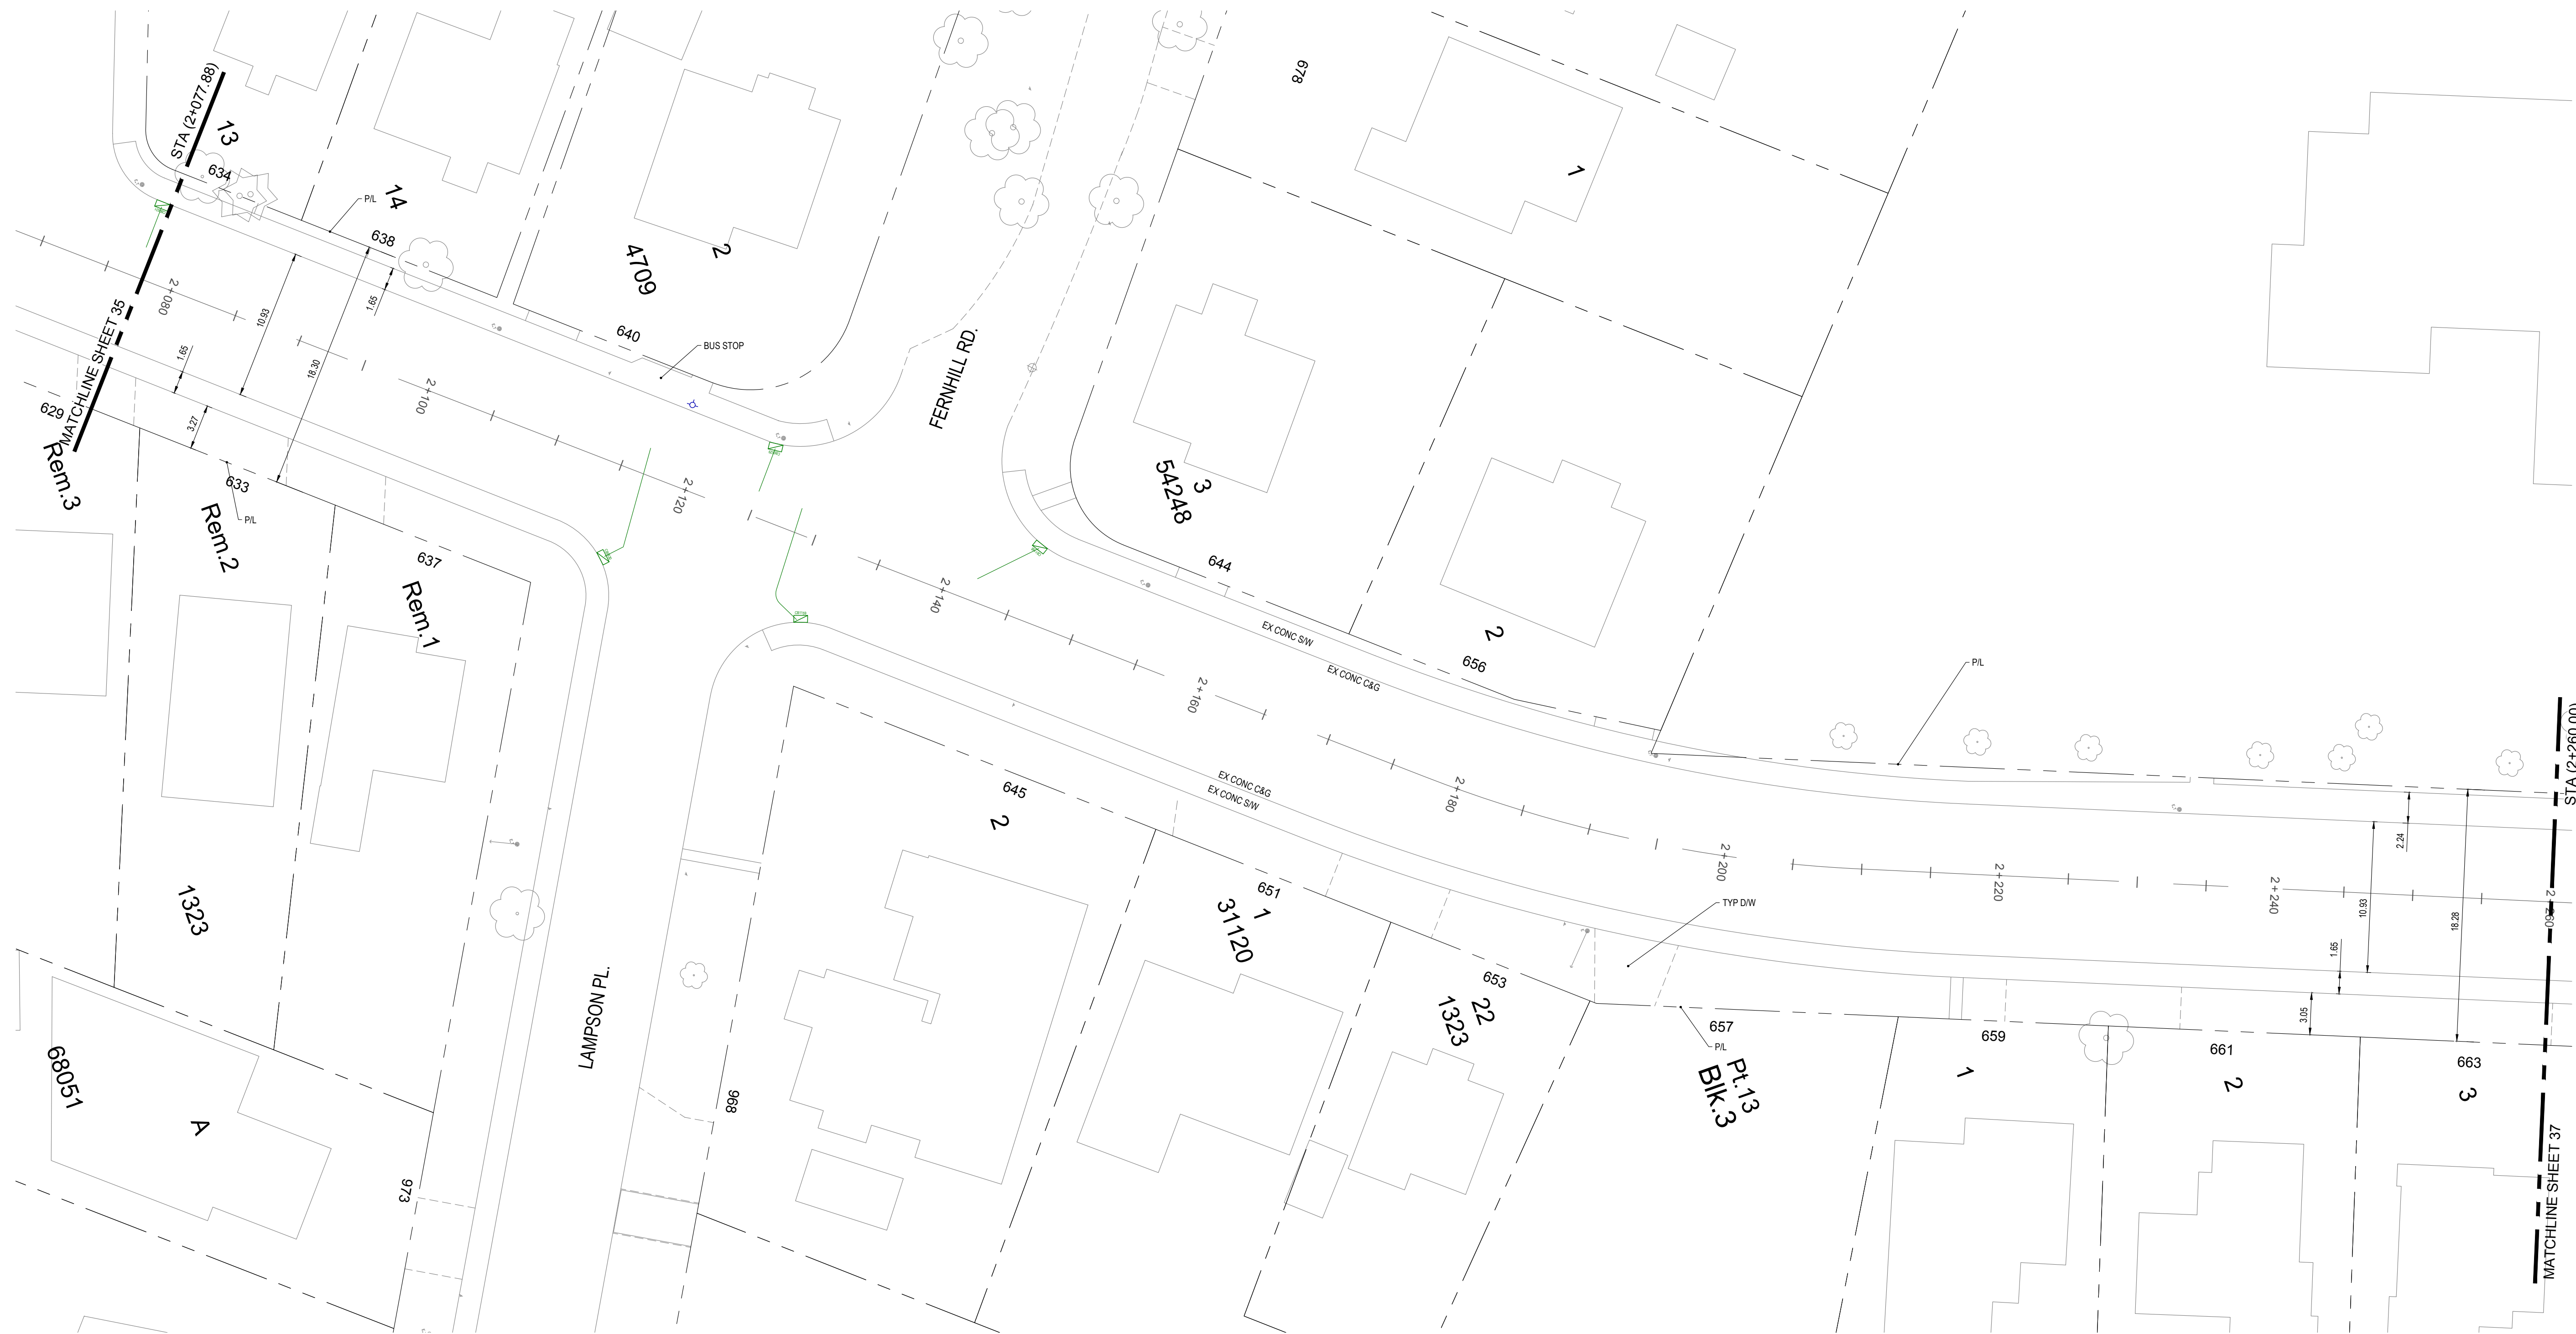 STA (2+077.88)
13
634
14
P/L
638
4709
2
678
1
2+080
10.93
1.65
18.30
640
BUS STOP
FERNHILL RD.
MATCHLINE SHEET 35
1.65
3.27
629
Rem.3
633
Rem.2
P/L
637
Rem.1
2+100
2+120
2+140
3
54248
644
EX CONC S/W
EX CONC C&G
656
2
P/L
2+160
2+180
2+200
2+220
2+240
2+260
STA (2+260.00)
EX CONC C&G
EX CONC S/W
645
2
651
1
31120
653
22
1323
TYP D/W
657
P/L
Pt.13
Blk.3
659
1
661
2
663
3
2.24
10.93
18.28
1.65
3.05
1323
68051
A
973
LAMPSON PL.
968
MATCHLINE SHEET 37